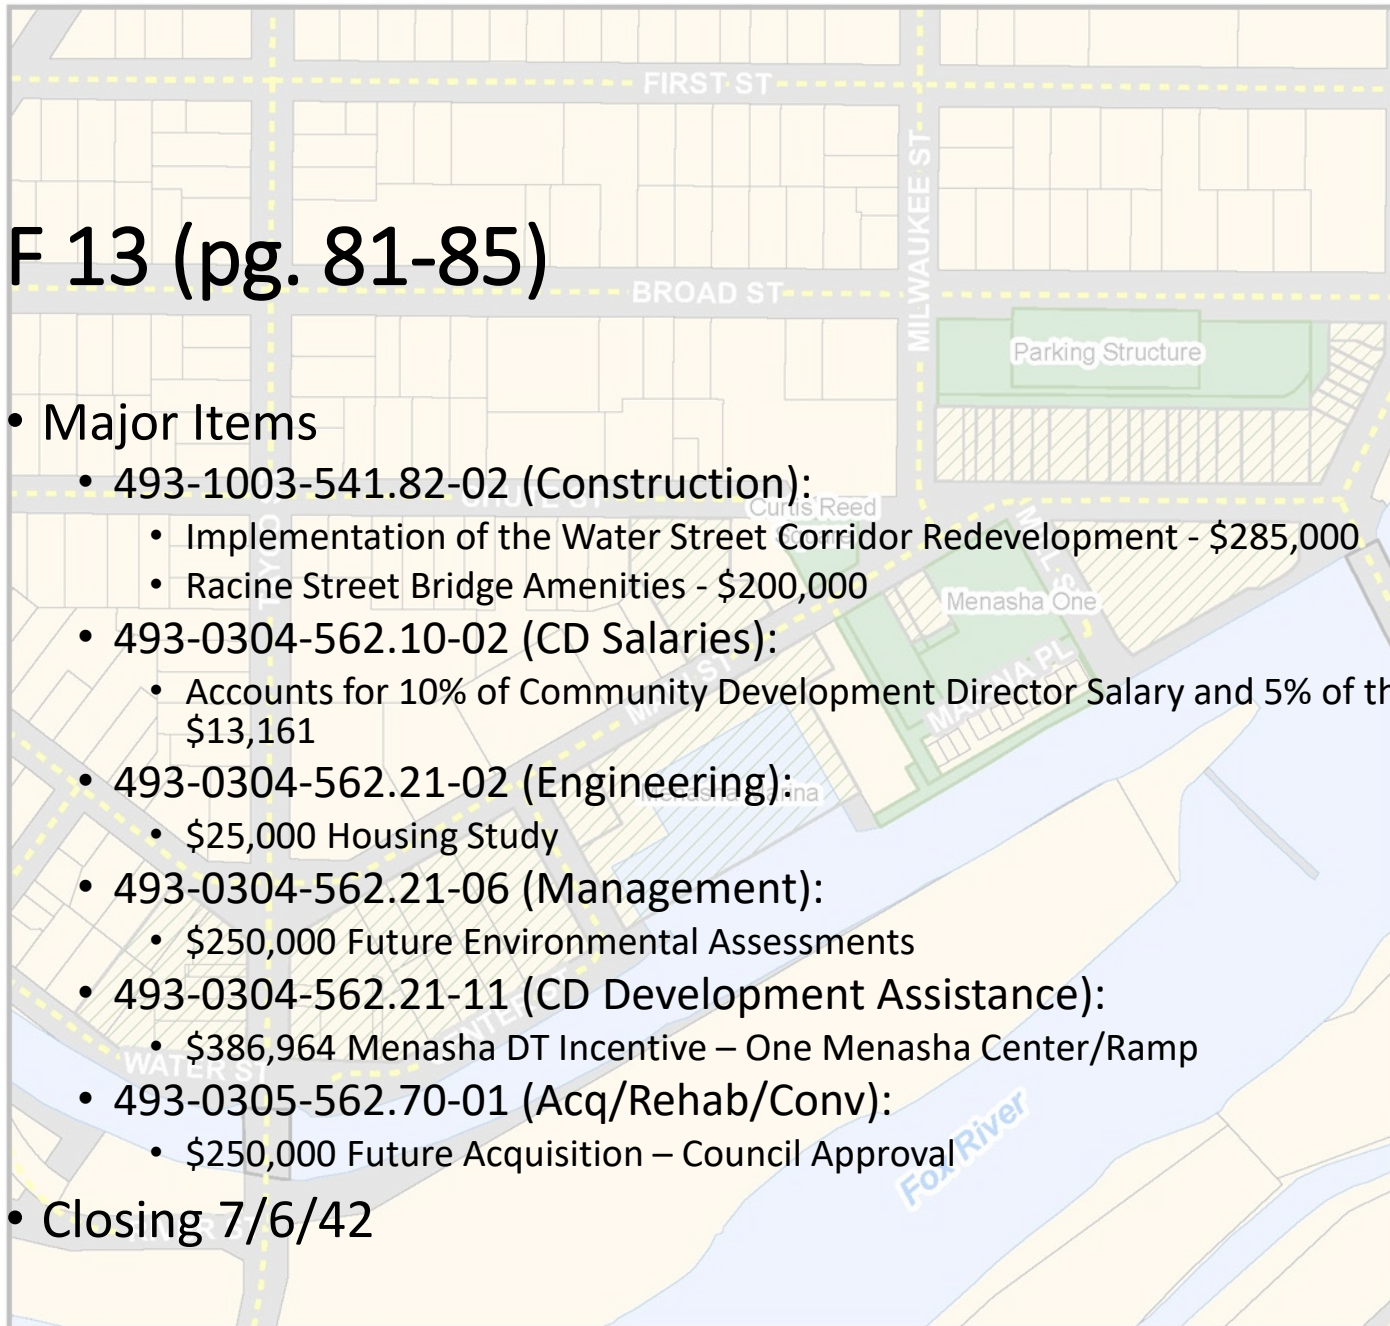 FIRST ST
MILWAUKEE ST
F 13 (pg. 81-85)
BROAD ST
Parking Structure
• Major Items
• 493-1003-541.82-02 (Construction):
Curtis Reed
Square
• Implementation of the Water Street Corridor Redevelopment - $285,000
• Racine Street Bridge Amenities - $200,000
Menasha One
• 493-0304-562.10-02 (CD Salaries):
MAIN ST
MARINA PL
• Accounts for 10% of Community Development Director Salary and 5% of th
$13,161
• 493-0304-562.21-02 (Engineering):
Menasha Marina
• $25,000 Housing Study
• 493-0304-562.21-06 (Management):
• $250,000 Future Environmental Assessments
• 493-0304-562.21-11 (CD Development Assistance):
• $386,964 Menasha DT Incentive – One Menasha Center/Ramp
WATER ST
• 493-0305-562.70-01 (Acq/Rehab/Conv):
• $250,000 Future Acquisition – Council Approval
Fox River
• Closing 7/6/42